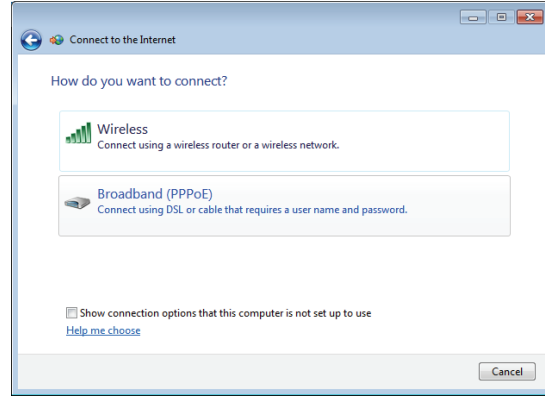 Connect to the Internet
How do you want to connect?
Wireless
Connect using a wireless router or a wireless network.
Broadband (PPPoE)
Connect using DSL or cable that requires a user name and password.
Show connection options that this computer is not set up to use
Help me choose
Cancel